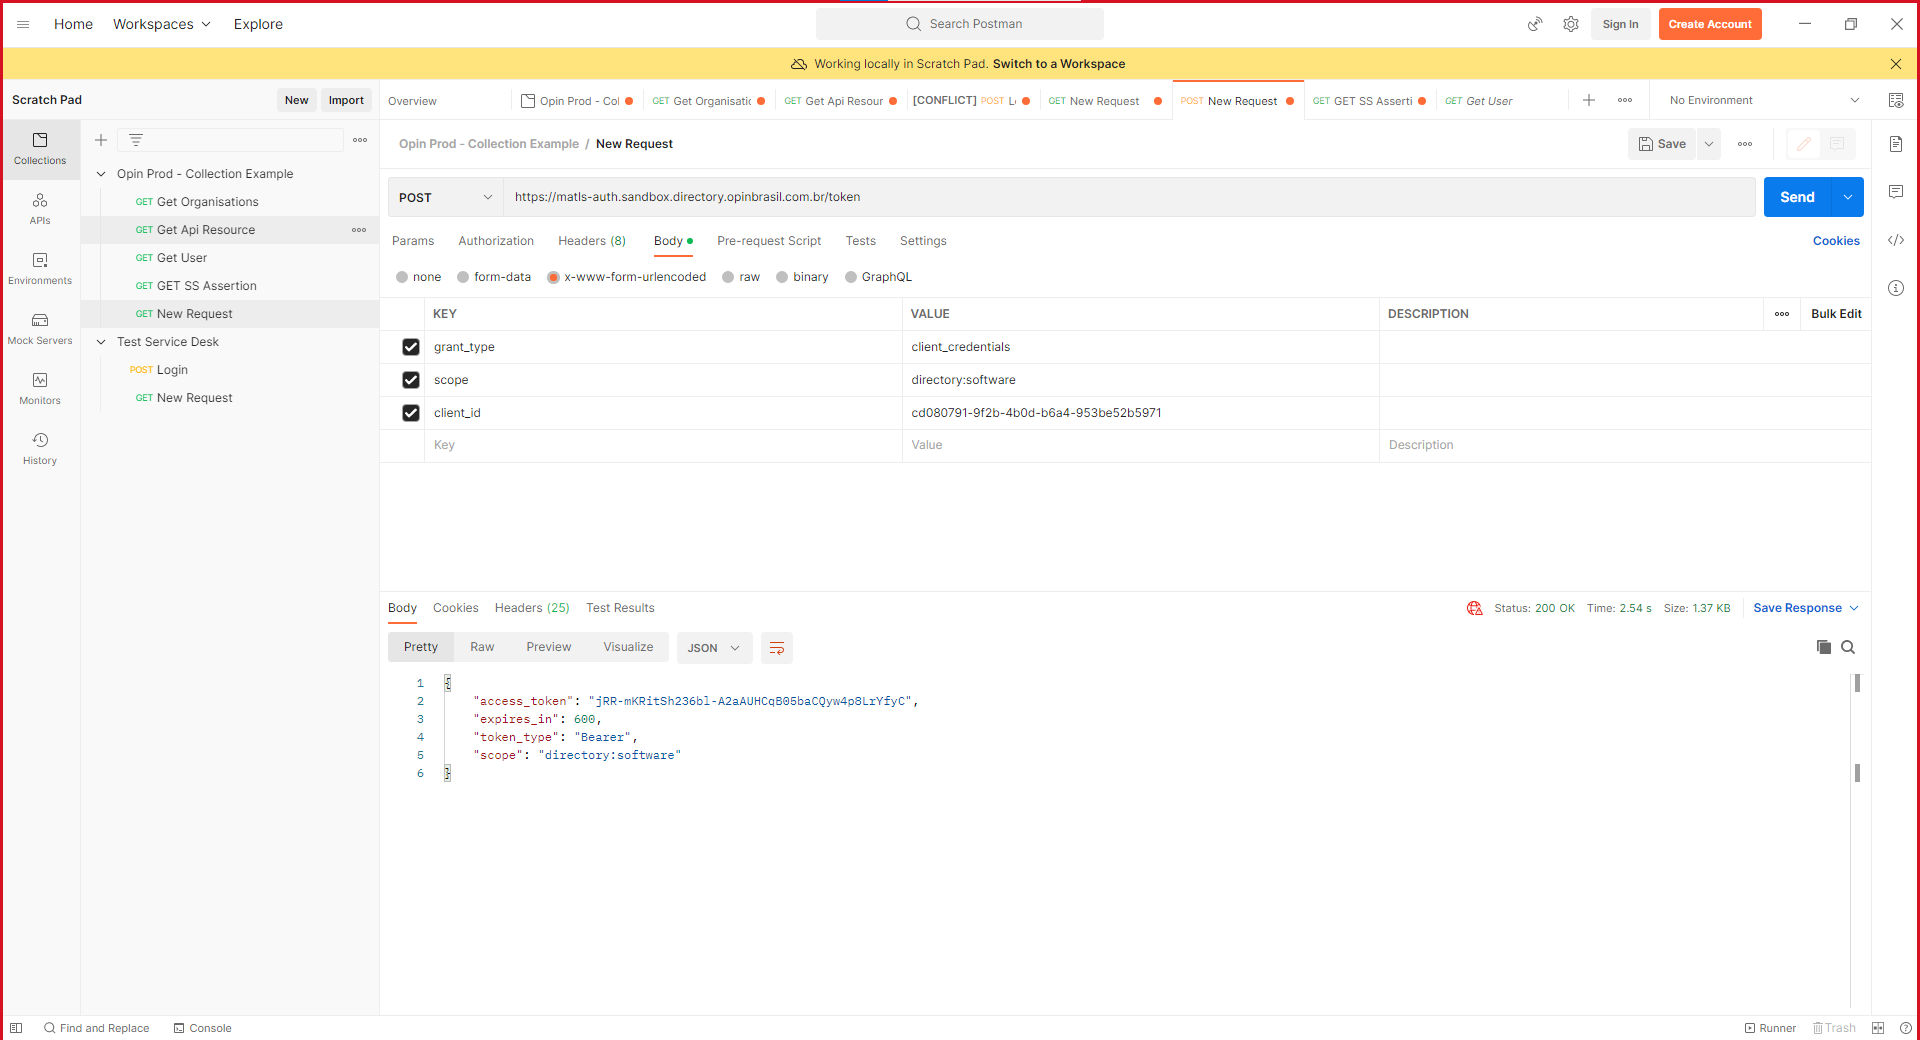 Home Workspaces Explore Search Postman Sign In Create Account
Working locally in Scratch Pad. Switch to a Workspace
Scratch Pad New Import
Overview Opin Prod - Col GET Get Organisatic GET Get Api Resour [CONFLICT] POST L GET New Request POST New Request GET GET SS Asserti GET Get User No Environment
Collections
APIs
Environments
Mock Servers
Monitors
History
Opin Prod - Collection Example
GET Get Organisations
GET Get Api Resource
GET Get User
GET GET SS Assertion
GET New Request
Test Service Desk
POST Login
GET New Request
Opin Prod - Collection Example / New Request Save
POST https://matls-auth.sandbox.directory.opinbrasil.com.br/token Send
Params Authorization Headers (8) Body Pre-request Script Tests Settings Cookies
none form-data x-www-form-urlencoded raw binary GraphQL
KEY VALUE DESCRIPTION Bulk Edit
grant_type client_credentials
scope directory:software
client_id cd080791-9f2b-4b0d-b6a4-953be52b5971
Key Value Description
Body Cookies Headers (25) Test Results Status: 200 OK Time: 2.54 s Size: 1.37 KB Save Response
Pretty Raw Preview Visualize JSON
1 {
2 "access_token": "jRR-mKRitSh236bl-A2aAUHCqB05baCQyw4p8LrYfyC",
3 "expires_in": 600,
4 "token_type": "Bearer",
5 "scope": "directory:software"
6 }
Find and Replace Console Runner Trash